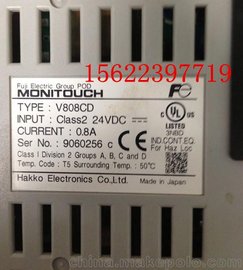 15622397719
Fuji Electric Group POD
MONITOUCH
Fe
TYPE : V808CD
INPUT : Class2 24VDC
CURRENT : 0.8A
Ser No. : 9060256 c
LISTED
3N8D
IND.CONT.EQ.
For Haz Loc
Class I Division 2 Groups A, B, C and D
Temp. Code : T5 Surrounding Temp. : 50°C
Hakko Electronics Co.,Ltd.
Made in Japan
china.makepolo.com